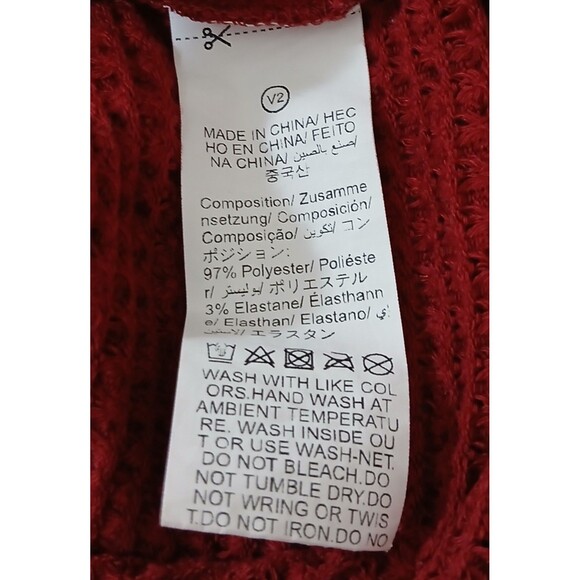 V2
MADE IN CHINA/ HEC
HO EN CHINA/ FEITO
NA CHINA/ صنع بالصين/
중국산
Composition/ Zusamme
nsetzung/ Composición/
Composição/ تكوين/ コン
ポジション:
97% Polyester/ Poliéste
r/ بوليستر/ ポリエステル
3% Elastane/ Élasthann
e/ Elasthan/ Elastano/
エラスタン
WASH WITH LIKE COL
ORS.HAND WASH AT
AMBIENT TEMPERATU
RE. WASH INSIDE OU
T OR USE WASH-NET.
DO NOT BLEACH.DO
NOT TUMBLE DRY.DO
NOT WRING OR TWIS
T.DO NOT IRON.DO NO